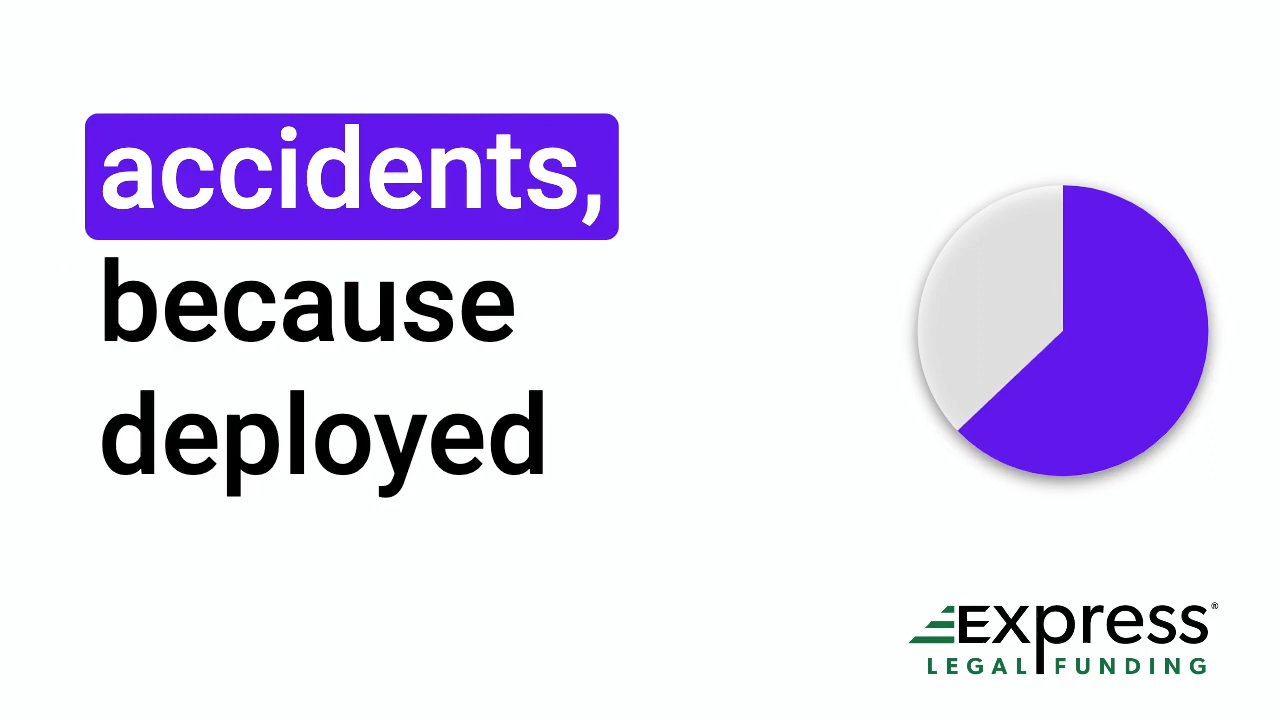 accidents,
because
deployed
Express®
LEGAL FUNDING